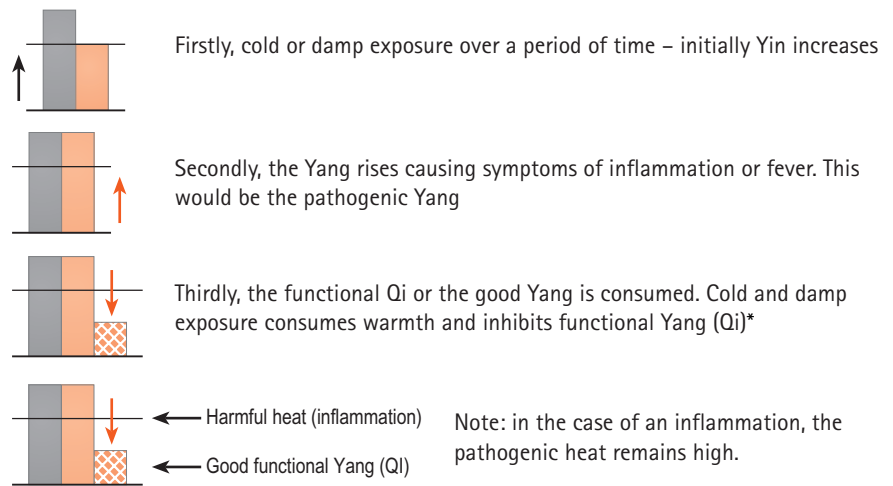 Firstly, cold or damp exposure over a period of time – initially Yin increases
Secondly, the Yang rises causing symptoms of inflammation or fever. This
would be the pathogenic Yang
Thirdly, the functional Qi or the good Yang is consumed. Cold and damp
exposure consumes warmth and inhibits functional Yang (Qi)*
Harmful heat (inflammation)
Good functional Yang (QI)
Note: in the case of an inflammation, the
pathogenic heat remains high.